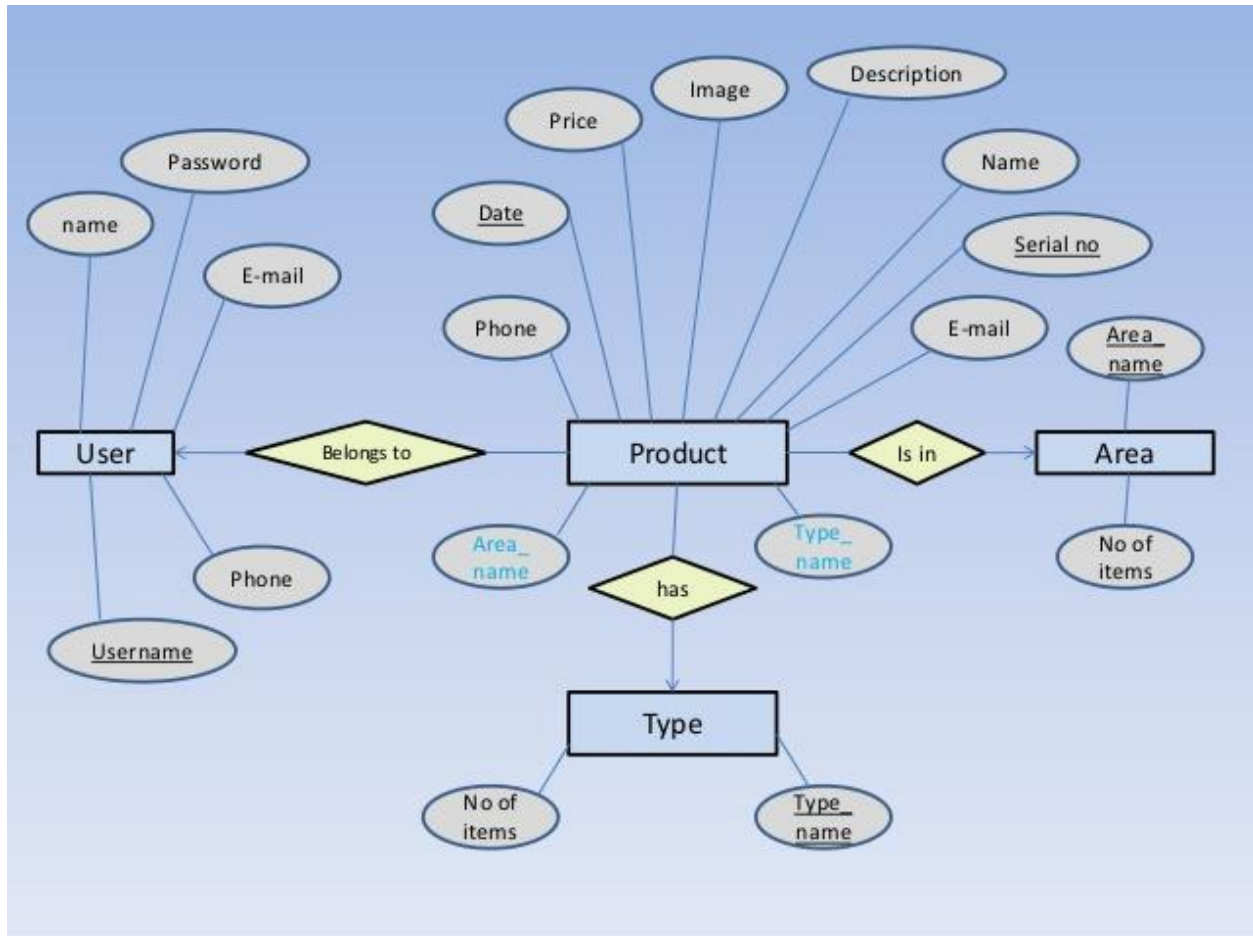 Description
Image
Price
Password
Name
Date
name
Serial no
E-mail
Phone
E-mail
Area_
name
User
Belongs to
Product
Is in
Area
Area_
name
Type_
name
No of
items
Phone
has
Username
Type
No of
items
Type_
name